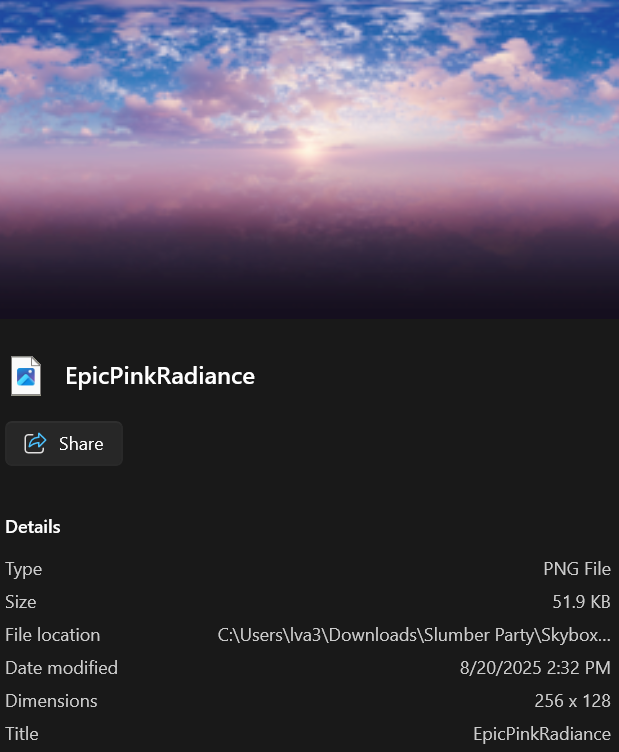 EpicPinkRadiance
Share
Details
Type PNG File
Size 51.9 KB
File location C:\Users\lva3\Downloads\Slumber Party\Skybox...
Date modified 8/20/2025 2:32 PM
Dimensions 256 x 128
Title EpicPinkRadiance